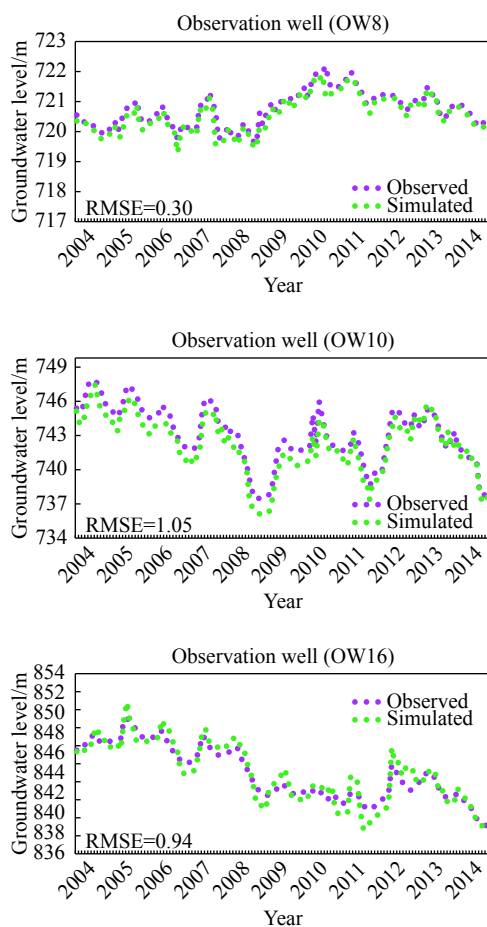 Observation well (OW8)
Groundwater level/m
723
722
721
720
719
718
717
RMSE=0.30
Observed
Simulated
2004 2005 2006 2007 2008 2009 2010 2011 2012 2013 2014
Year
Observation well (OW10)
Groundwater level/m
749
746
743
740
737
734
RMSE=1.05
Observed
Simulated
2004 2005 2006 2007 2008 2009 2010 2011 2012 2013 2014
Year
Observation well (OW16)
Groundwater level/m
854
852
850
848
846
844
842
840
838
836
RMSE=0.94
Observed
Simulated
2004 2005 2006 2007 2008 2009 2010 2011 2012 2013 2014
Year